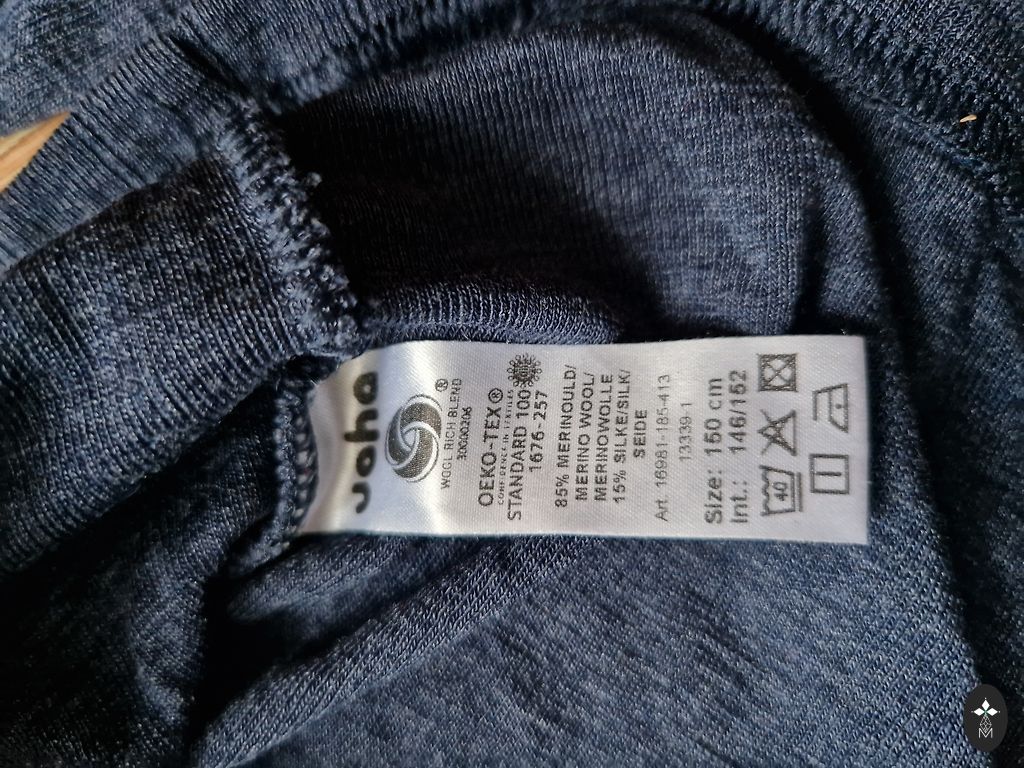 Joha
WOOL RICH BLEND ®
30000206
OEKO-TEX®
CONFIDENCE IN TEXTILES
STANDARD 100
1676-257
85% MERINOULD/
MERINO WOOL/
MERINOWOLLE
15% SILKE/SILK/
SEIDE
Art. 16981-185-413
13339-1
Size: 150 cm
Int.: 146/152
40
M